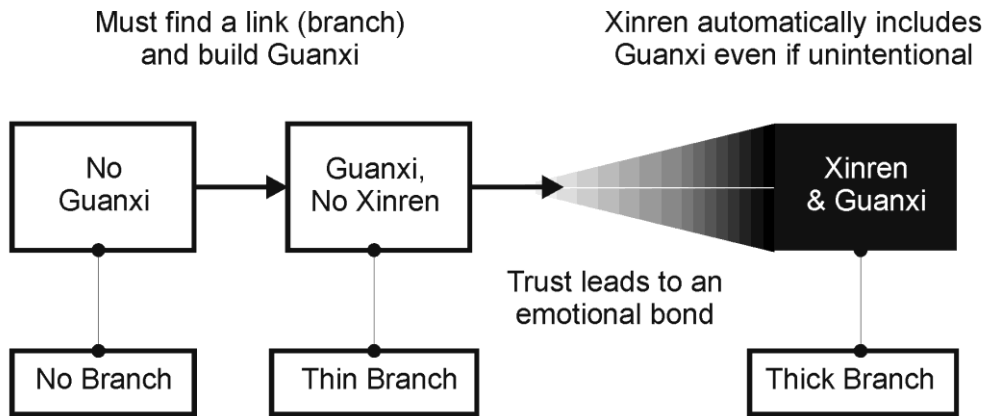 Must find a link (branch)
and build Guanxi
Xinren automatically includes
Guanxi even if unintentional
No
Guanxi
Guanxi,
No Xinren
Xinren
& Guanxi
Trust leads to an
emotional bond
No Branch
Thin Branch
Thick Branch